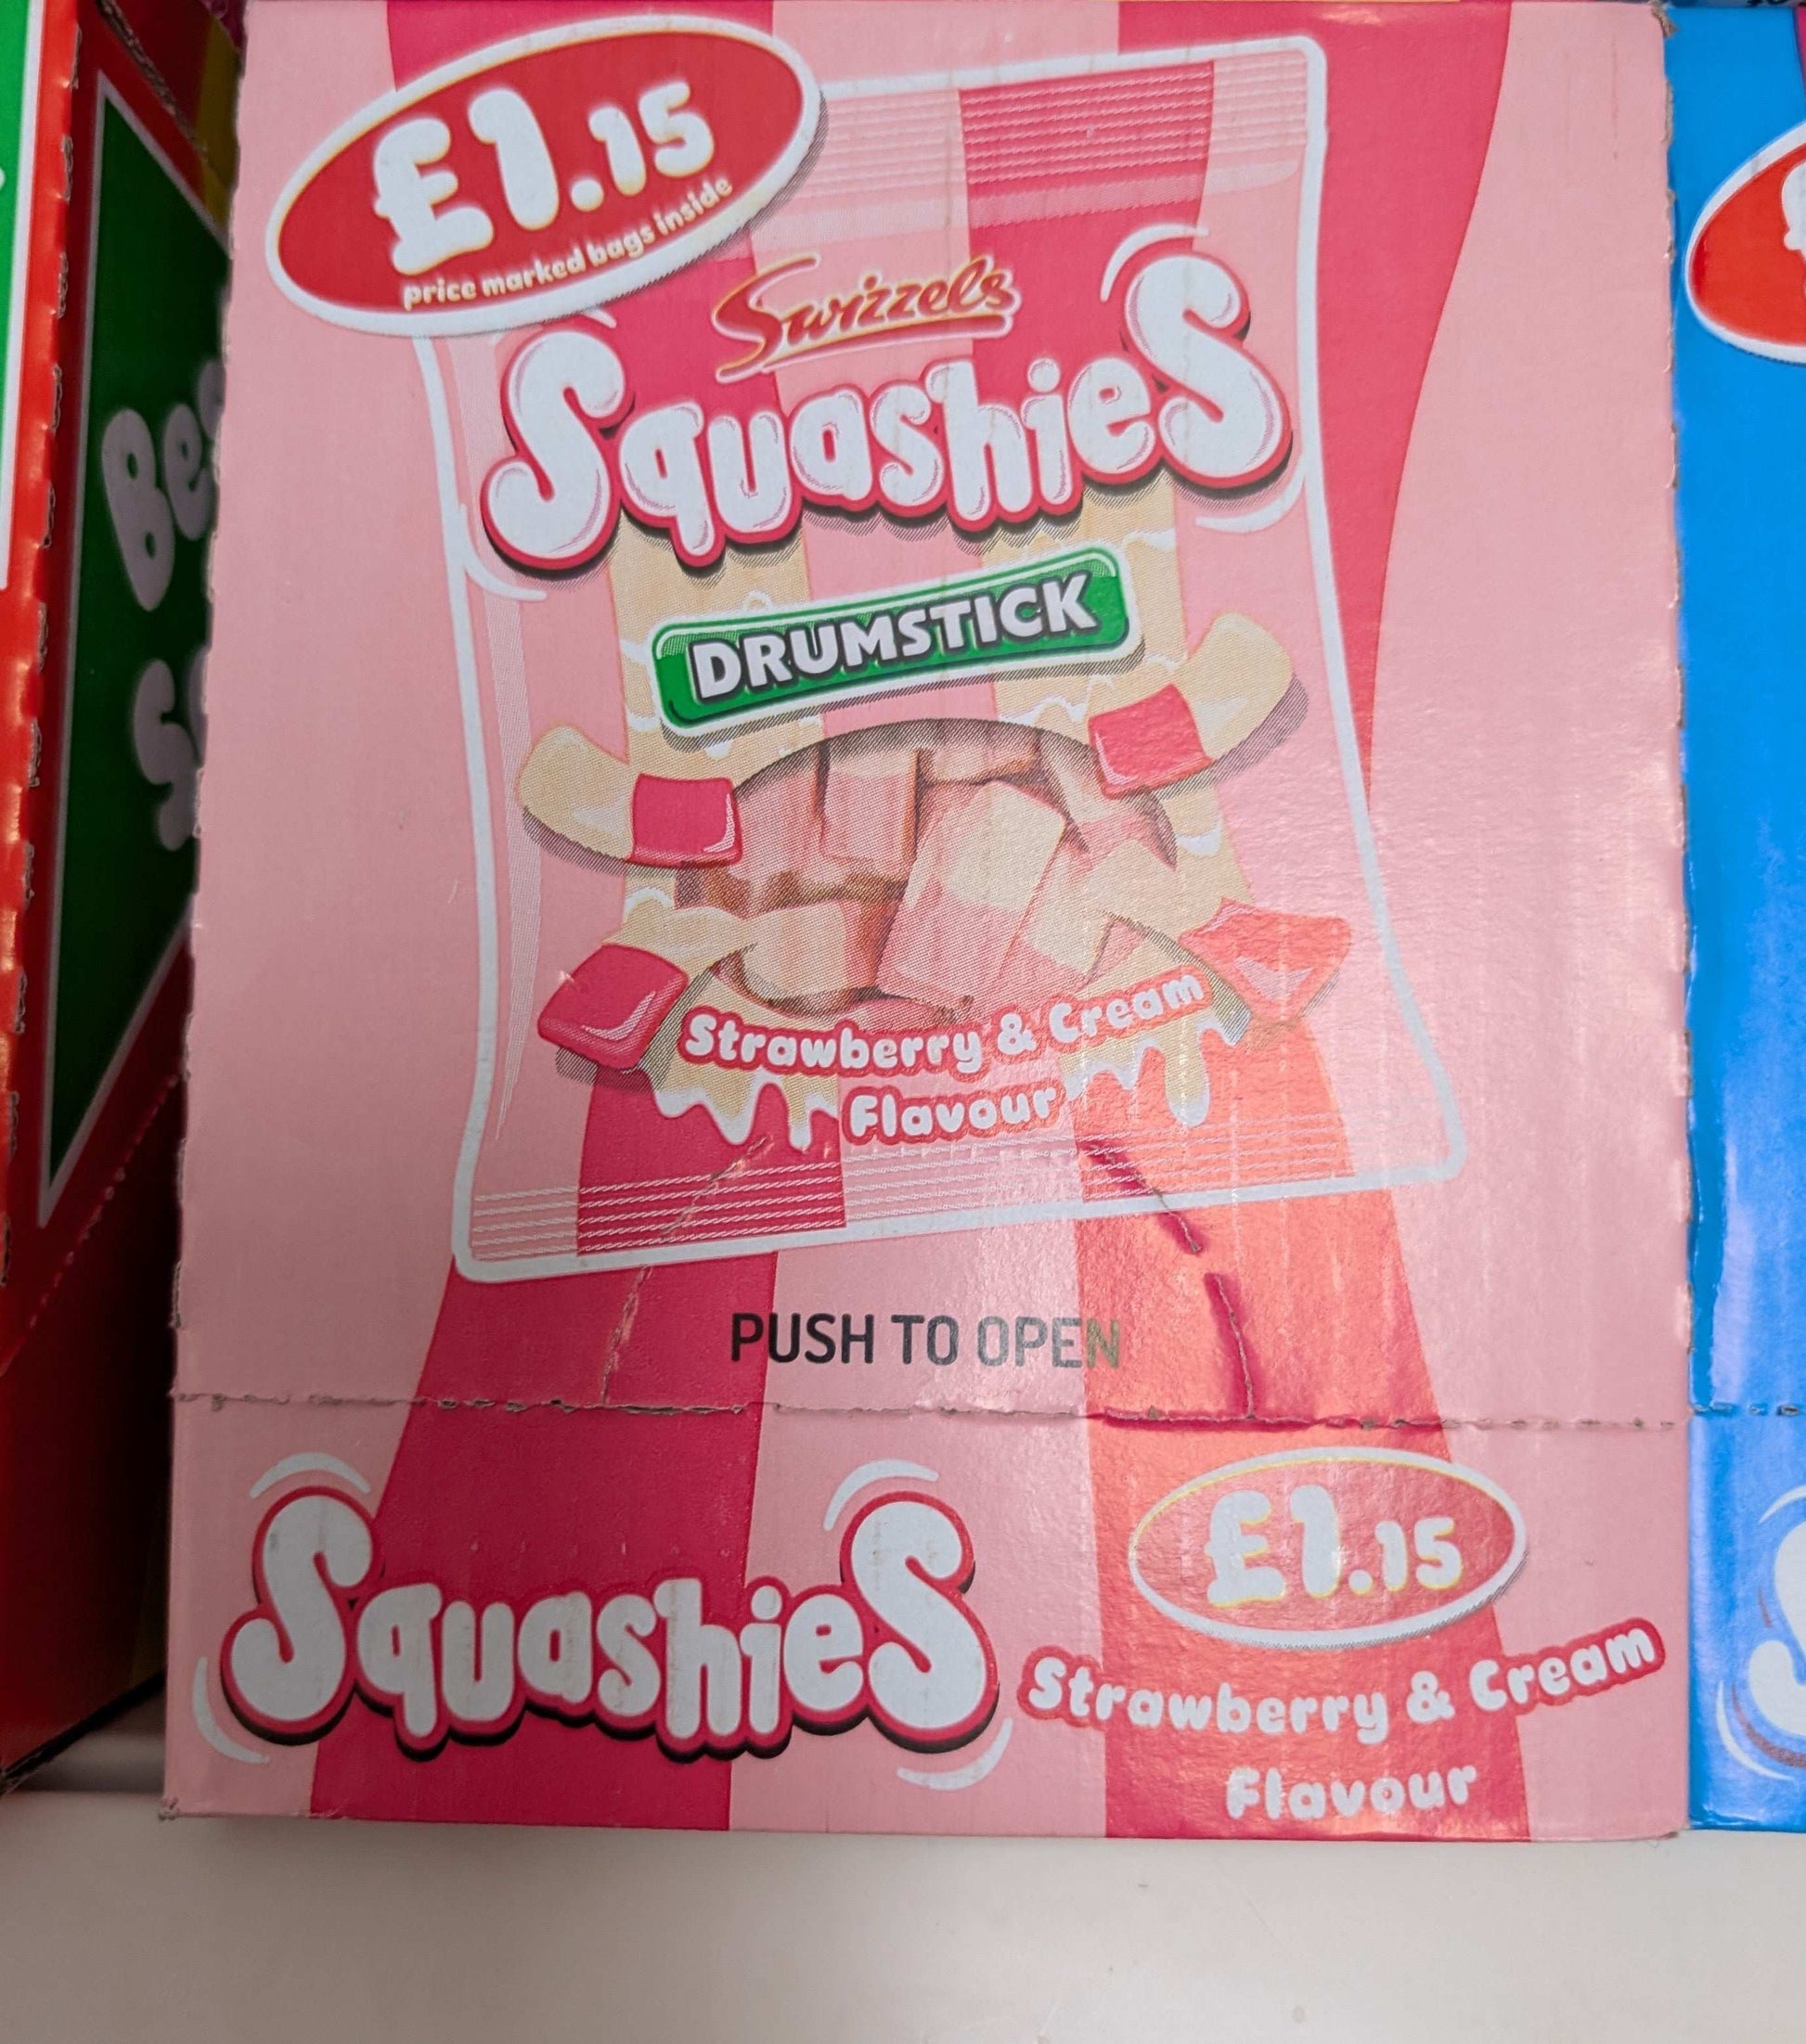 £1.15
price marked bags inside
Swizzels
Squashies
DRUMSTICK
Strawberry & Cream
Flavour
PUSH TO OPEN
Squashies
£1.15
Strawberry & Cream
Flavour